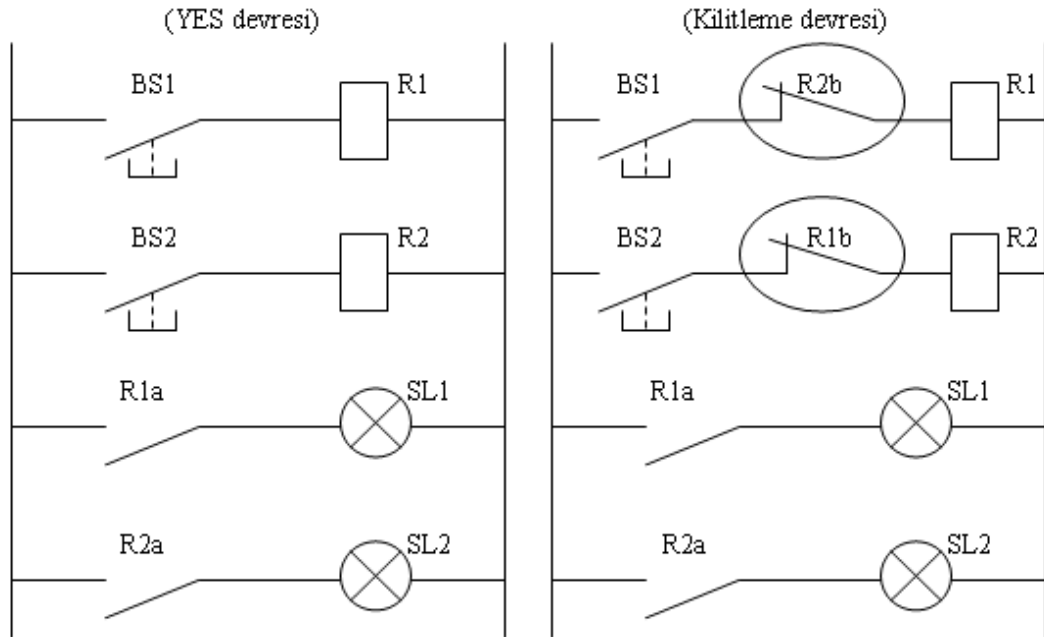 (YES devresi)
BS1 R1
BS2 R2
R1a SL1
R2a SL2
(Kilitleme devresi)
BS1 R2b R1
BS2 R1b R2
R1a SL1
R2a SL2